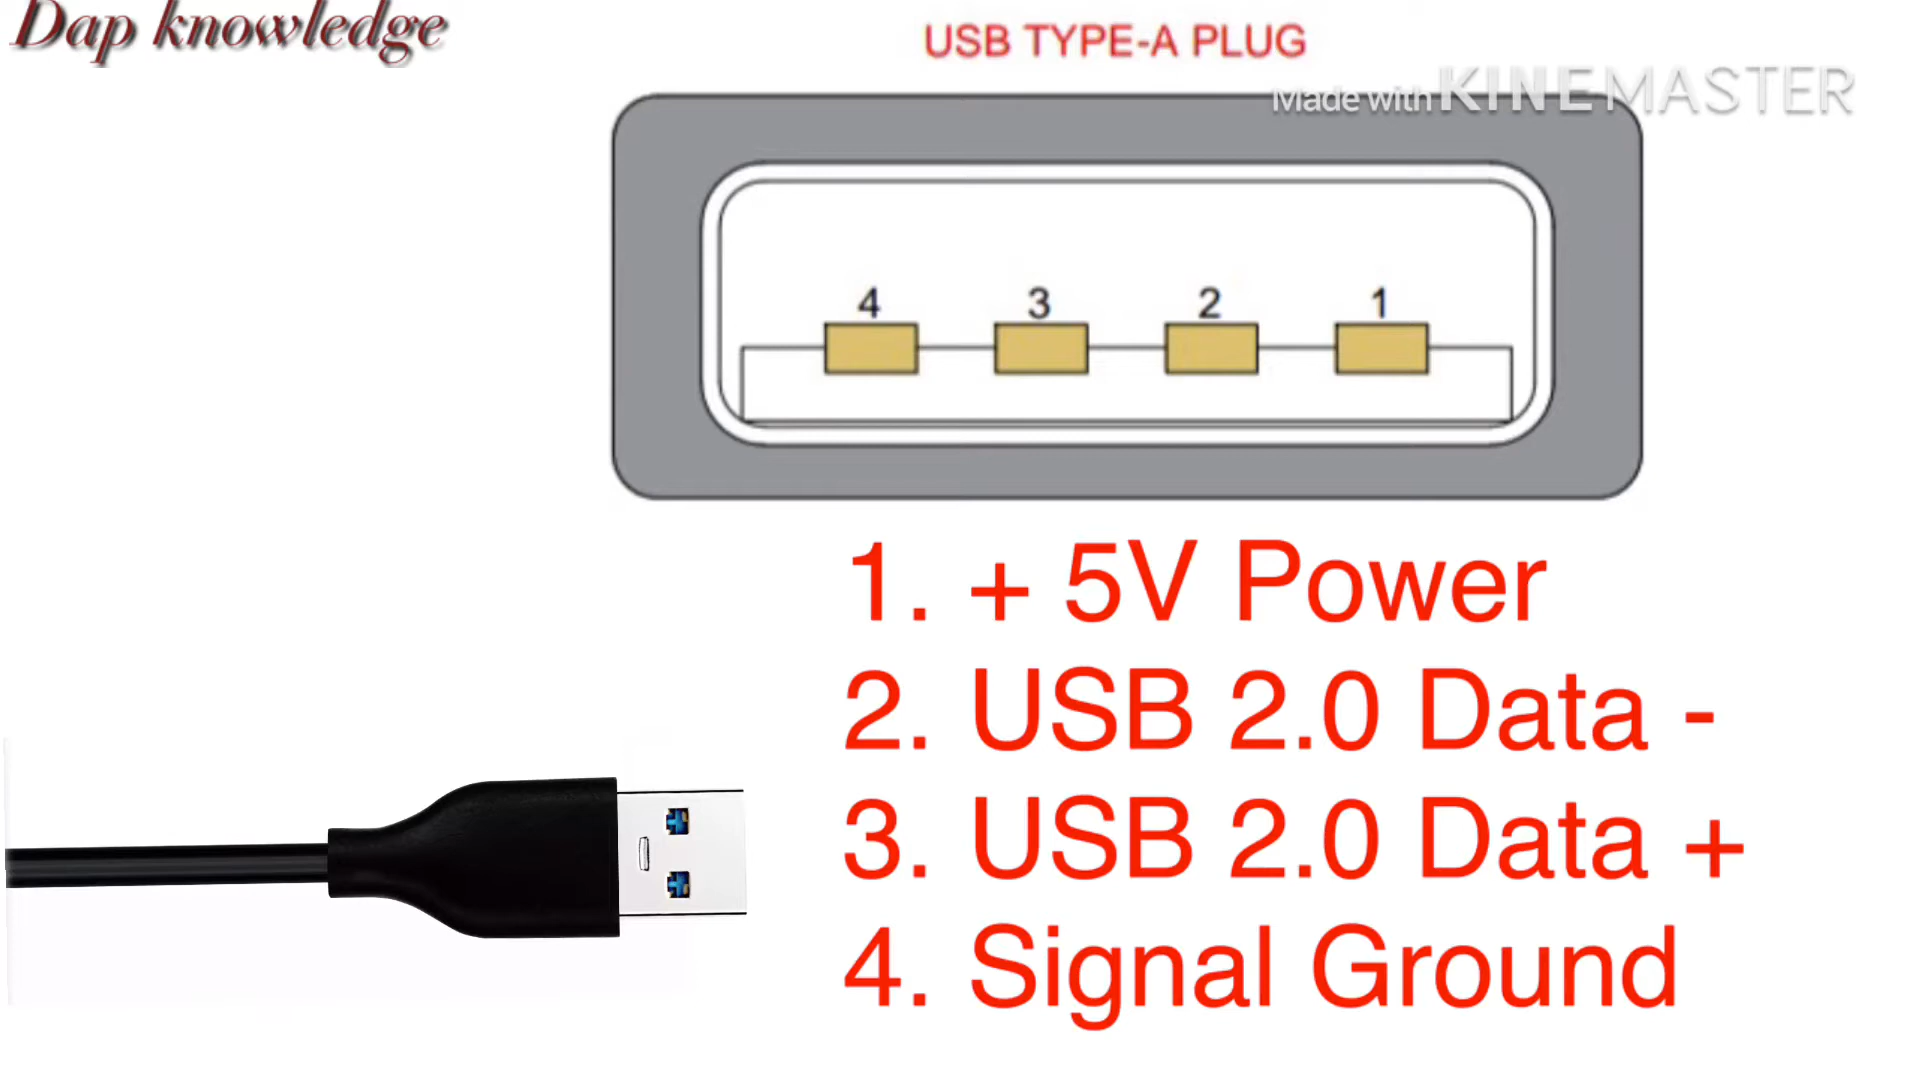 Dap knowledge
USB TYPE-A PLUG
Made with KINEMASTER
4 3 2 1
1. + 5V Power
2. USB 2.0 Data -
3. USB 2.0 Data +
4. Signal Ground